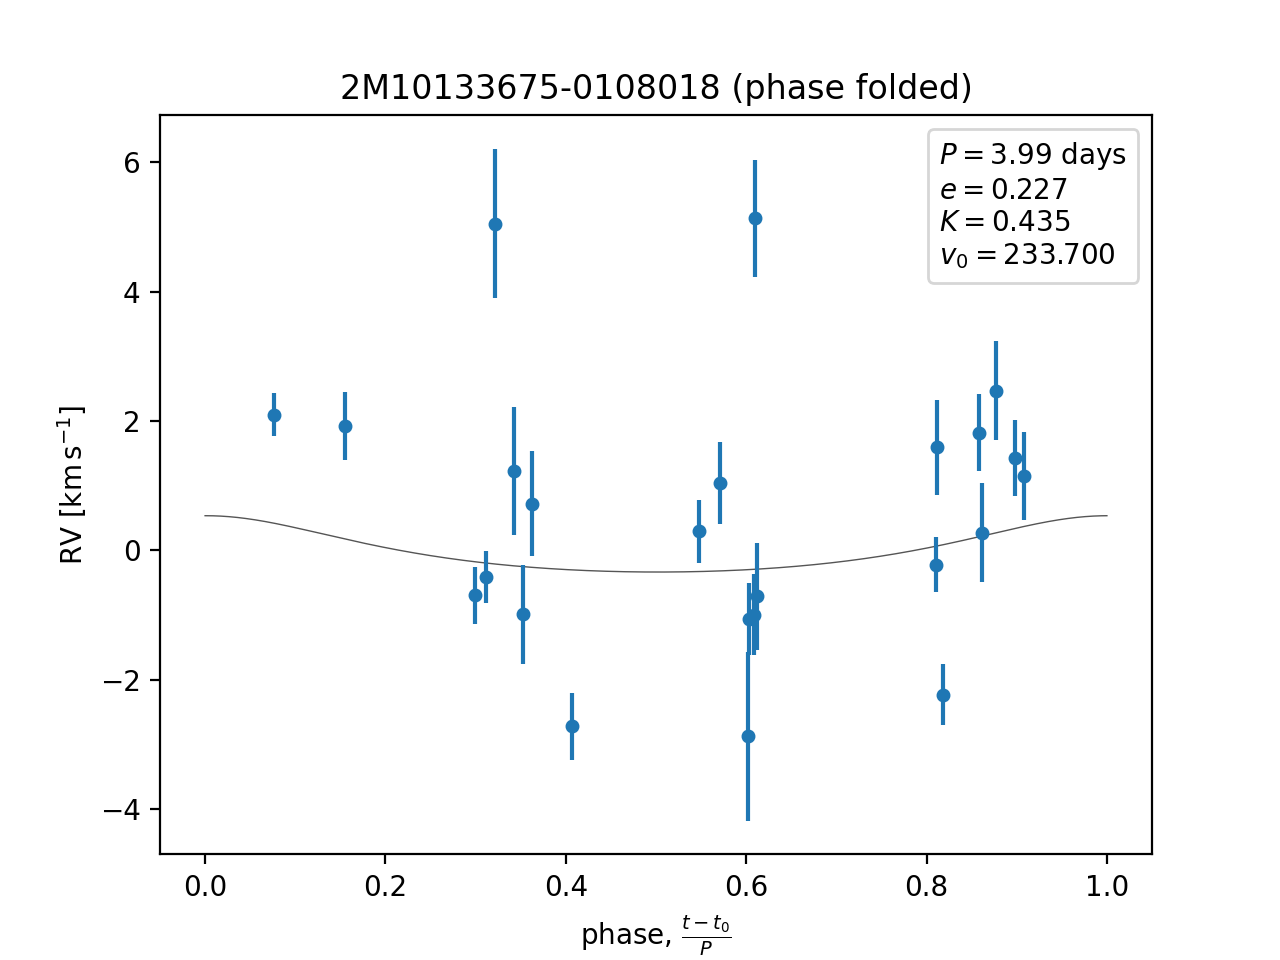 2M10133675-0108018 (phase folded)
P = 3.99 days
e = 0.227
K = 0.435
v₀ = 233.700
6
4
2
0
−2
−4
RV [km s⁻¹]
0.0 0.2 0.4 0.6 0.8 1.0
phase, (t − t₀)/P